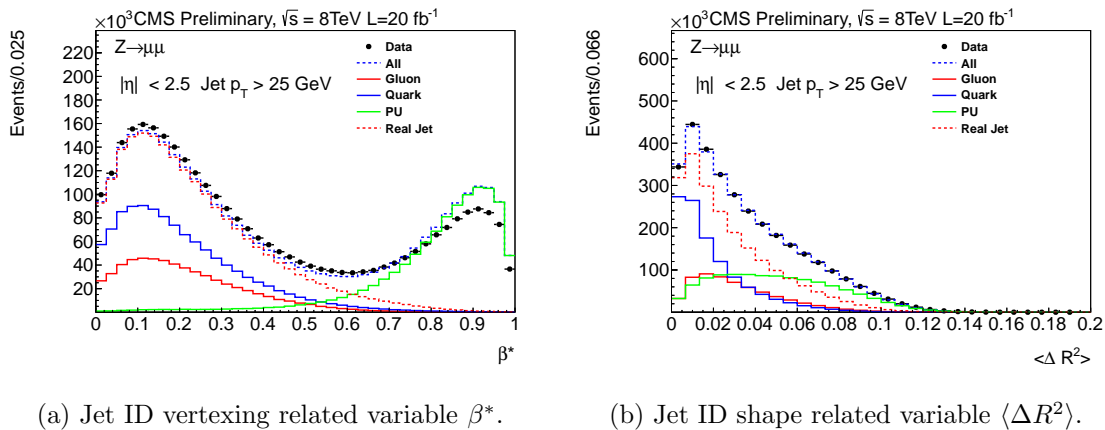 ×10³CMS Preliminary, √s = 8TeV L=20 fb⁻¹
Events/0.025
220
200
180
160
140
120
100
80
60
40
20
Z→μμ
|η| < 2.5 Jet p_T > 25 GeV
Data
All
Gluon
Quark
PU
Real Jet
0 0.1 0.2 0.3 0.4 0.5 0.6 0.7 0.8 0.9 1
β*
(a) Jet ID vertexing related variable β*.
×10³CMS Preliminary, √s = 8TeV L=20 fb⁻¹
Events/0.066
600
500
400
300
200
100
Z→μμ
|η| < 2.5 Jet p_T > 25 GeV
Data
All
Gluon
Quark
PU
Real Jet
0 0.02 0.04 0.06 0.08 0.1 0.12 0.14 0.16 0.18 0.2
<Δ R²>
(b) Jet ID shape related variable ⟨ΔR²⟩.